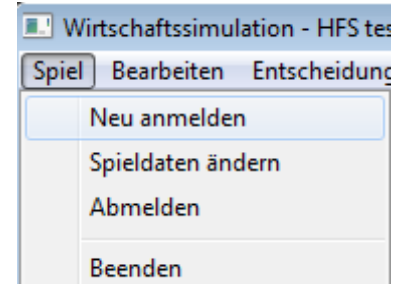 Wirtschaftssimulation - HFS tes
Spiel Bearbeiten Entscheidung
Neu anmelden
Spieldaten ändern
Abmelden
Beenden